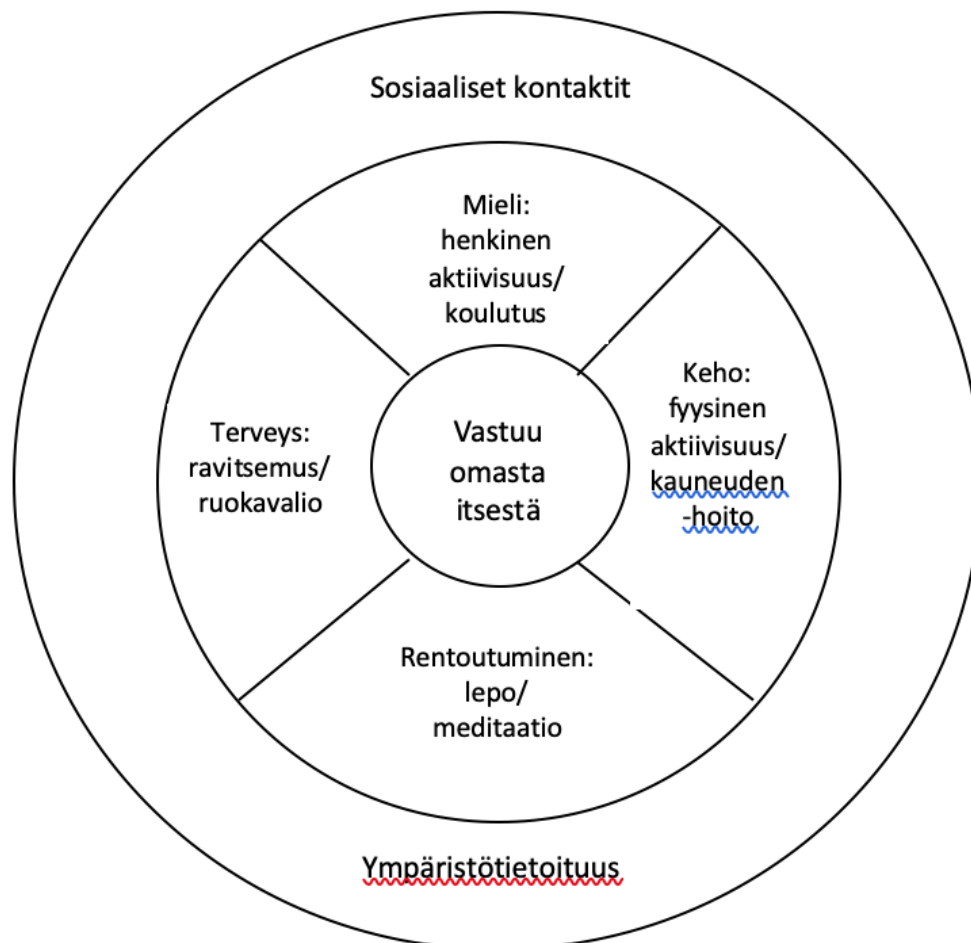 Sosiaaliset kontaktit
Mieli:
henkinen
aktiivisuus/
koulutus
Terveys:
ravitsemus/
ruokavalio
Vastuu
omasta
itsestä
Keho:
fyysinen
aktiivisuus/
kauneuden
-hoito
Rentoutuminen:
lepo/
meditaatio
Ympäristötietoituus